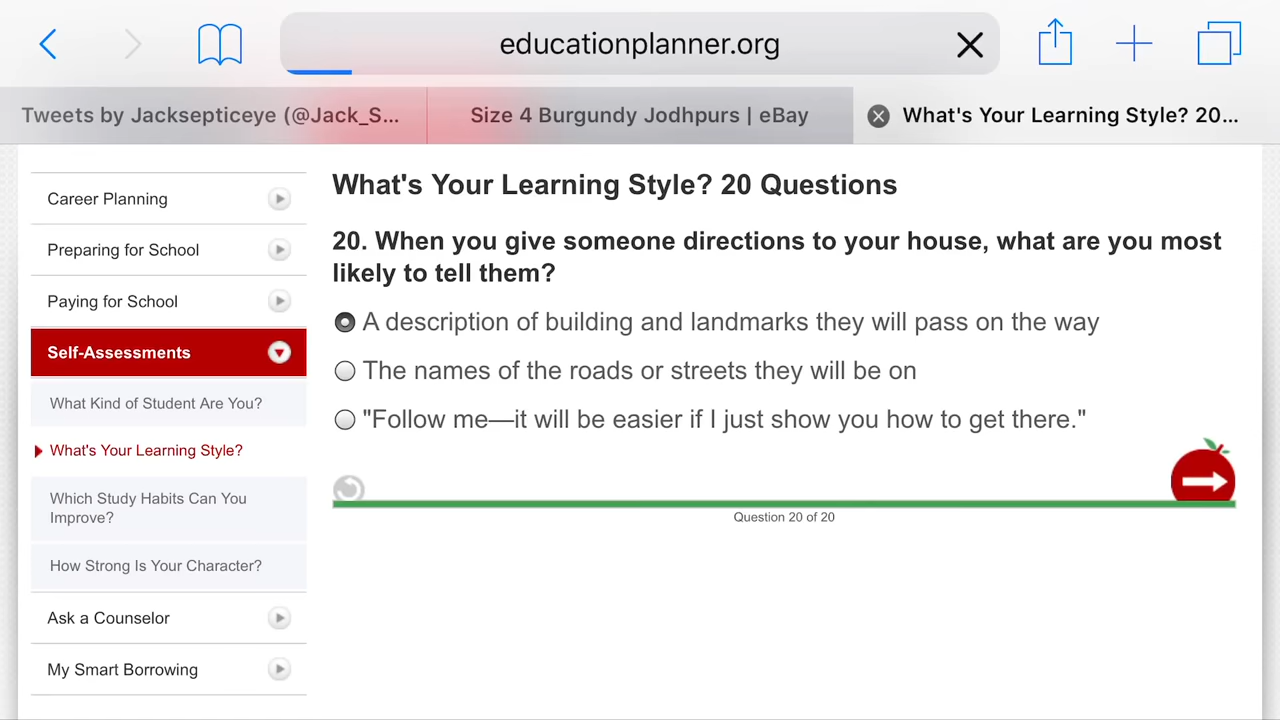 educationplanner.org
Tweets by Jacksepticeye (@Jack_S...
Size 4 Burgundy Jodhpurs | eBay
What's Your Learning Style? 20...
Career Planning
Preparing for School
Paying for School
Self-Assessments
What Kind of Student Are You?
What's Your Learning Style?
Which Study Habits Can You
Improve?
How Strong Is Your Character?
Ask a Counselor
My Smart Borrowing
What's Your Learning Style? 20 Questions
20. When you give someone directions to your house, what are you most
likely to tell them?
A description of building and landmarks they will pass on the way
The names of the roads or streets they will be on
"Follow me—it will be easier if I just show you how to get there."
Question 20 of 20